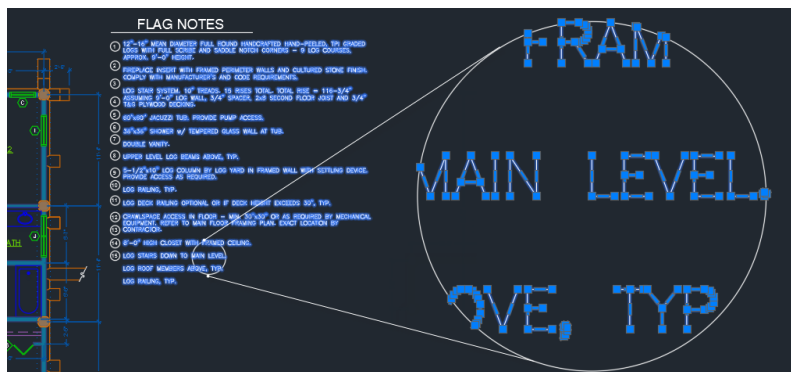 FLAG NOTES
1 12"-16" MEAN DIAMETER FULL ROUND HANDCRAFTED HAND-PEELED, TPI GRADED
LOGS WITH FULL SCRIBE AND SADDLE NOTCH CORNERS - 9 LOG COURSES,
APPROX. 9'-0" HEIGHT.
2 FIREPLACE INSERT WITH FRAMED PERIMETER WALLS AND CULTURED STONE FINISH.
COMPLY WITH MANUFACTURER'S AND CODE REQUIREMENTS.
3
LOG STAIR SYSTEM. 10" TREADS. 15 RISES TOTAL. TOTAL RISE = 116-3/4"
4 ASSUMING 9'-0" LOG WALL, 3/4" SPACER, 2x8 SECOND FLOOR JOIST AND 3/4"
T&G PLYWOOD DECKING.
5 60"x60" JACUZZI TUB. PROVIDE PUMP ACCESS.
6 36"x36" SHOWER w/ TEMPERED GLASS WALL AT TUB.
7 DOUBLE VANITY.
8 UPPER LEVEL LOG BEAMS ABOVE, TYP.
9 5-1/2"x10" LOG COLUMN BY LOG YARD IN FRAMED WALL WITH SETTLING DEVICE.
PROVIDE ACCESS AS REQUIRED.
10 LOG RAILING, TYP.
11 LOG DECK RAILING OPTIONAL OR IF DECK HEIGHT EXCEEDS 30", TYP.
12 CRAWLSPACE ACCESS IN FLOOR - MIN. 30"x30" OR AS REQUIRED BY MECHANICAL
EQUIPMENT. REFER TO MAIN FLOOR FRAMING PLAN. EXACT LOCATION BY
13 CONTRACTOR.
14 8'-0" HIGH CLOSET WITH FRAMED CEILING.
15 LOG STAIRS DOWN TO MAIN LEVEL.
LOG ROOF MEMBERS ABOVE, TYP.
LOG RAILING, TYP.
FRAM
MAIN LEVEL.
OVE, TYP
C
1
2
J
ATH